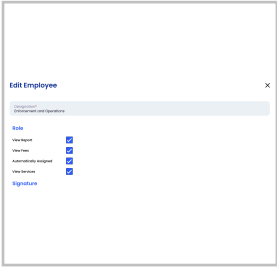 Edit Employee
Designation*
Enforcement and Operations
Role
View Report
View Fees
Automatically Assigned
View Services
Signature